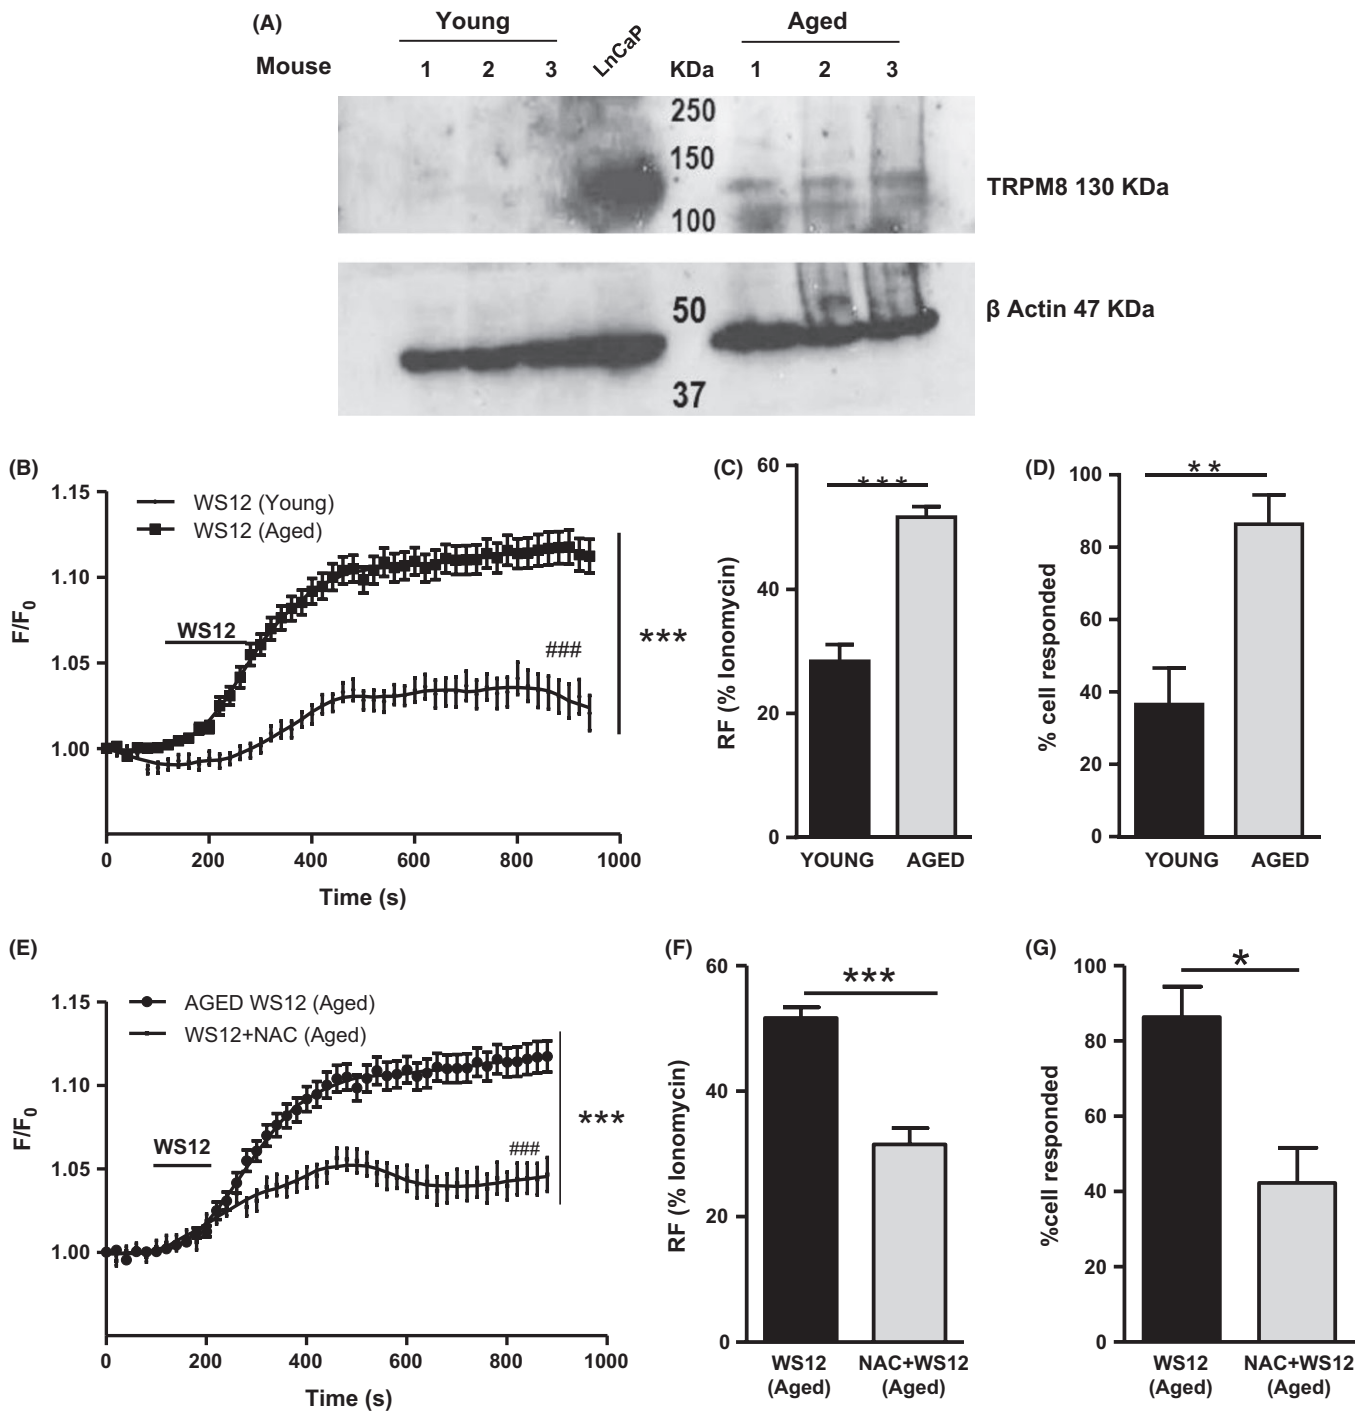 (A)
Young
LnCaP
Aged
Mouse
1 2 3
KDa
1 2 3
250
150
100
TRPM8 130 KDa
50
37
β Actin 47 KDa
(B)
1.15
1.10
1.05
1.00
F/F0
WS12 (Young)
WS12 (Aged)
WS12
###
***
0 200 400 600 800 1000
Time (s)
(C)
60
40
20
0
RF (% Ionomycin)
***
YOUNG AGED
(D)
100
80
60
40
20
0
% cell responded
**
YOUNG AGED
(E)
1.15
1.10
1.05
1.00
F/F0
AGED WS12 (Aged)
WS12+NAC (Aged)
WS12
###
***
0 200 400 600 800 1000
Time (s)
(F)
60
40
20
0
RF (% Ionomycin)
***
WS12 NAC+WS12
(Aged) (Aged)
(G)
100
80
60
40
20
0
%cell responded
*
WS12 NAC+WS12
(Aged) (Aged)